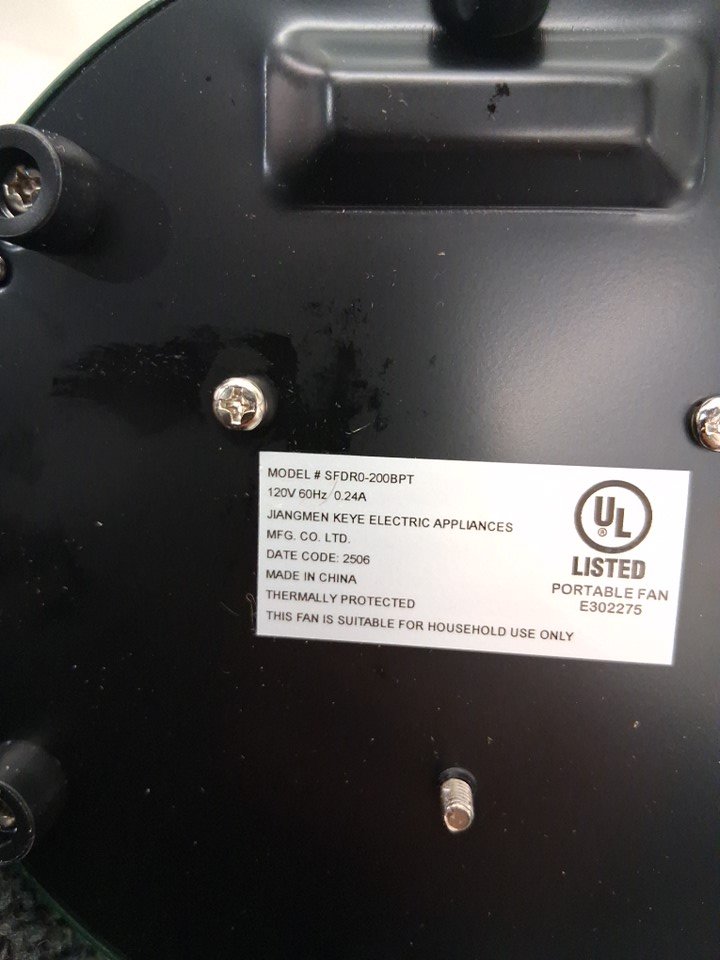 MODEL # SFDR0-200BPT
120V 60Hz 0.24A
JIANGMEN KEYE ELECTRIC APPLIANCES
MFG. CO. LTD.
DATE CODE: 2506
MADE IN CHINA
THERMALLY PROTECTED
THIS FAN IS SUITABLE FOR HOUSEHOLD USE ONLY
UL
®
LISTED
PORTABLE FAN
E302275